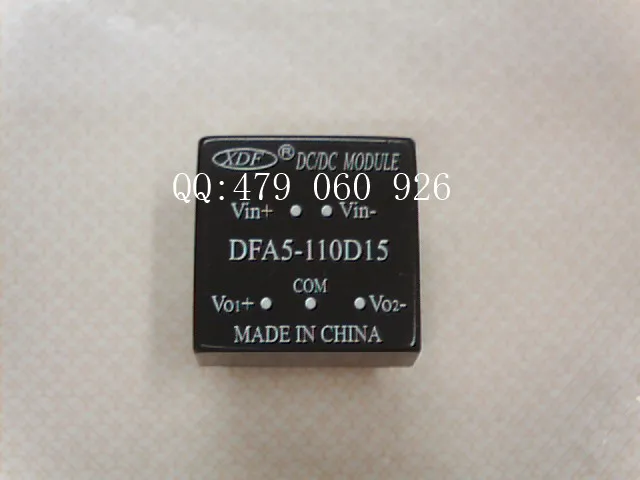 XDF ® DC/DC MODULE
QQ:479 060 926
Vin+ Vin-
DFA5-110D15
COM
Vo1+ Vo2-
MADE IN CHINA